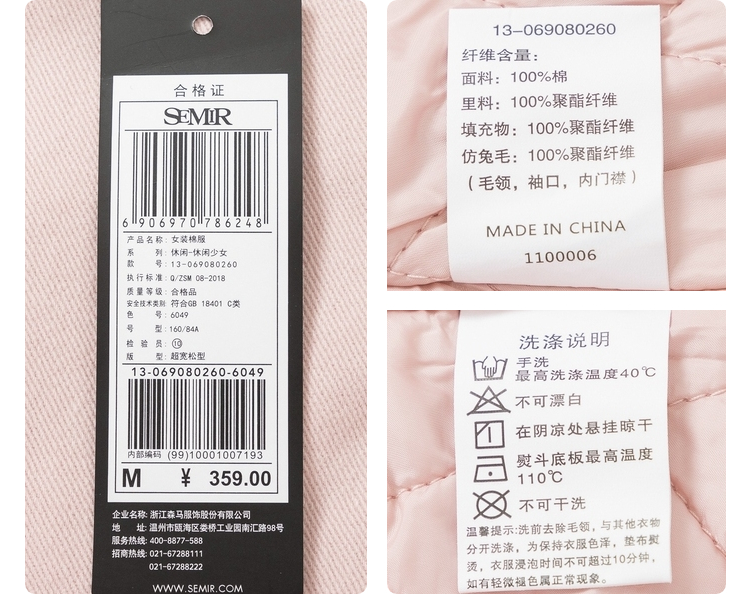 合格证
SEMIR
6 906970 786248
产品名称: 女装棉服
系 列: 休闲-休闲少女
款 号: 13-069080260
执行标准: Q/ZSM 08-2018
质量等级: 合格品
安全技术类别 符合GB 18401 C类
色 号: 6049
号 型: 160/84A
检 验 员: ⑩
版 型: 超宽松型
13-069080260-6049
内部编码 (99)10001007193
M ¥ 359.00
企业名称: 浙江森马服饰股份有限公司
地 址: 温州市瓯海区娄桥工业园南汇路98号
服务热线: 400-8877-588
招商热线: 021-67288111
021-67288222
WWW.SEMIR.COM
13-069080260
纤维含量:
面料: 100%棉
里料: 100%聚酯纤维
填充物: 100%聚酯纤维
仿兔毛: 100%聚酯纤维
(毛领, 袖口, 内门襟)
MADE IN CHINA
1100006
洗涤说明
手洗
最高洗涤温度40℃
不可漂白
在阴凉处悬挂晾干
熨斗底板最高温度
110℃
不可干洗
温馨提示: 洗前去除毛领, 与其他衣物
分开洗涤, 为保持衣服色泽, 垫布熨
烫, 衣服浸泡时间不可超过10分钟,
如有轻微褪色属正常现象。